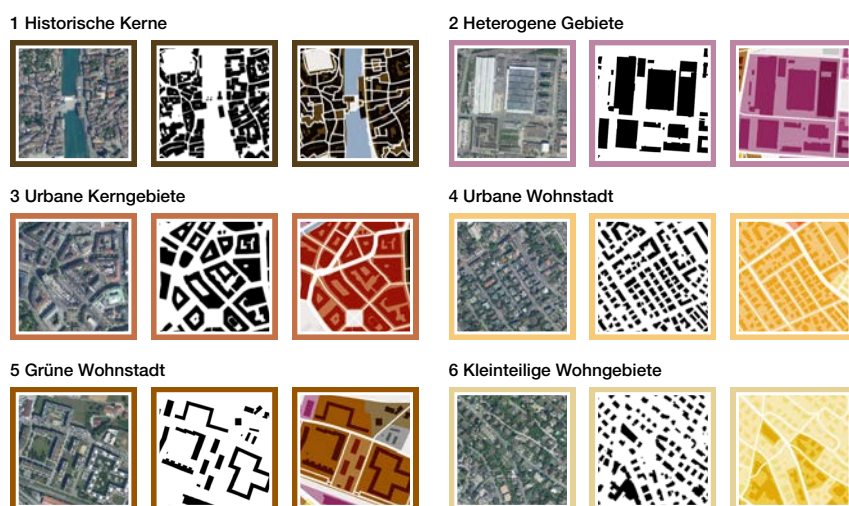 1 Historische Kerne
2 Heterogene Gebiete
3 Urbane Kerngebiete
4 Urbane Wohnstadt
5 Grüne Wohnstadt
6 Kleinteilige Wohngebiete